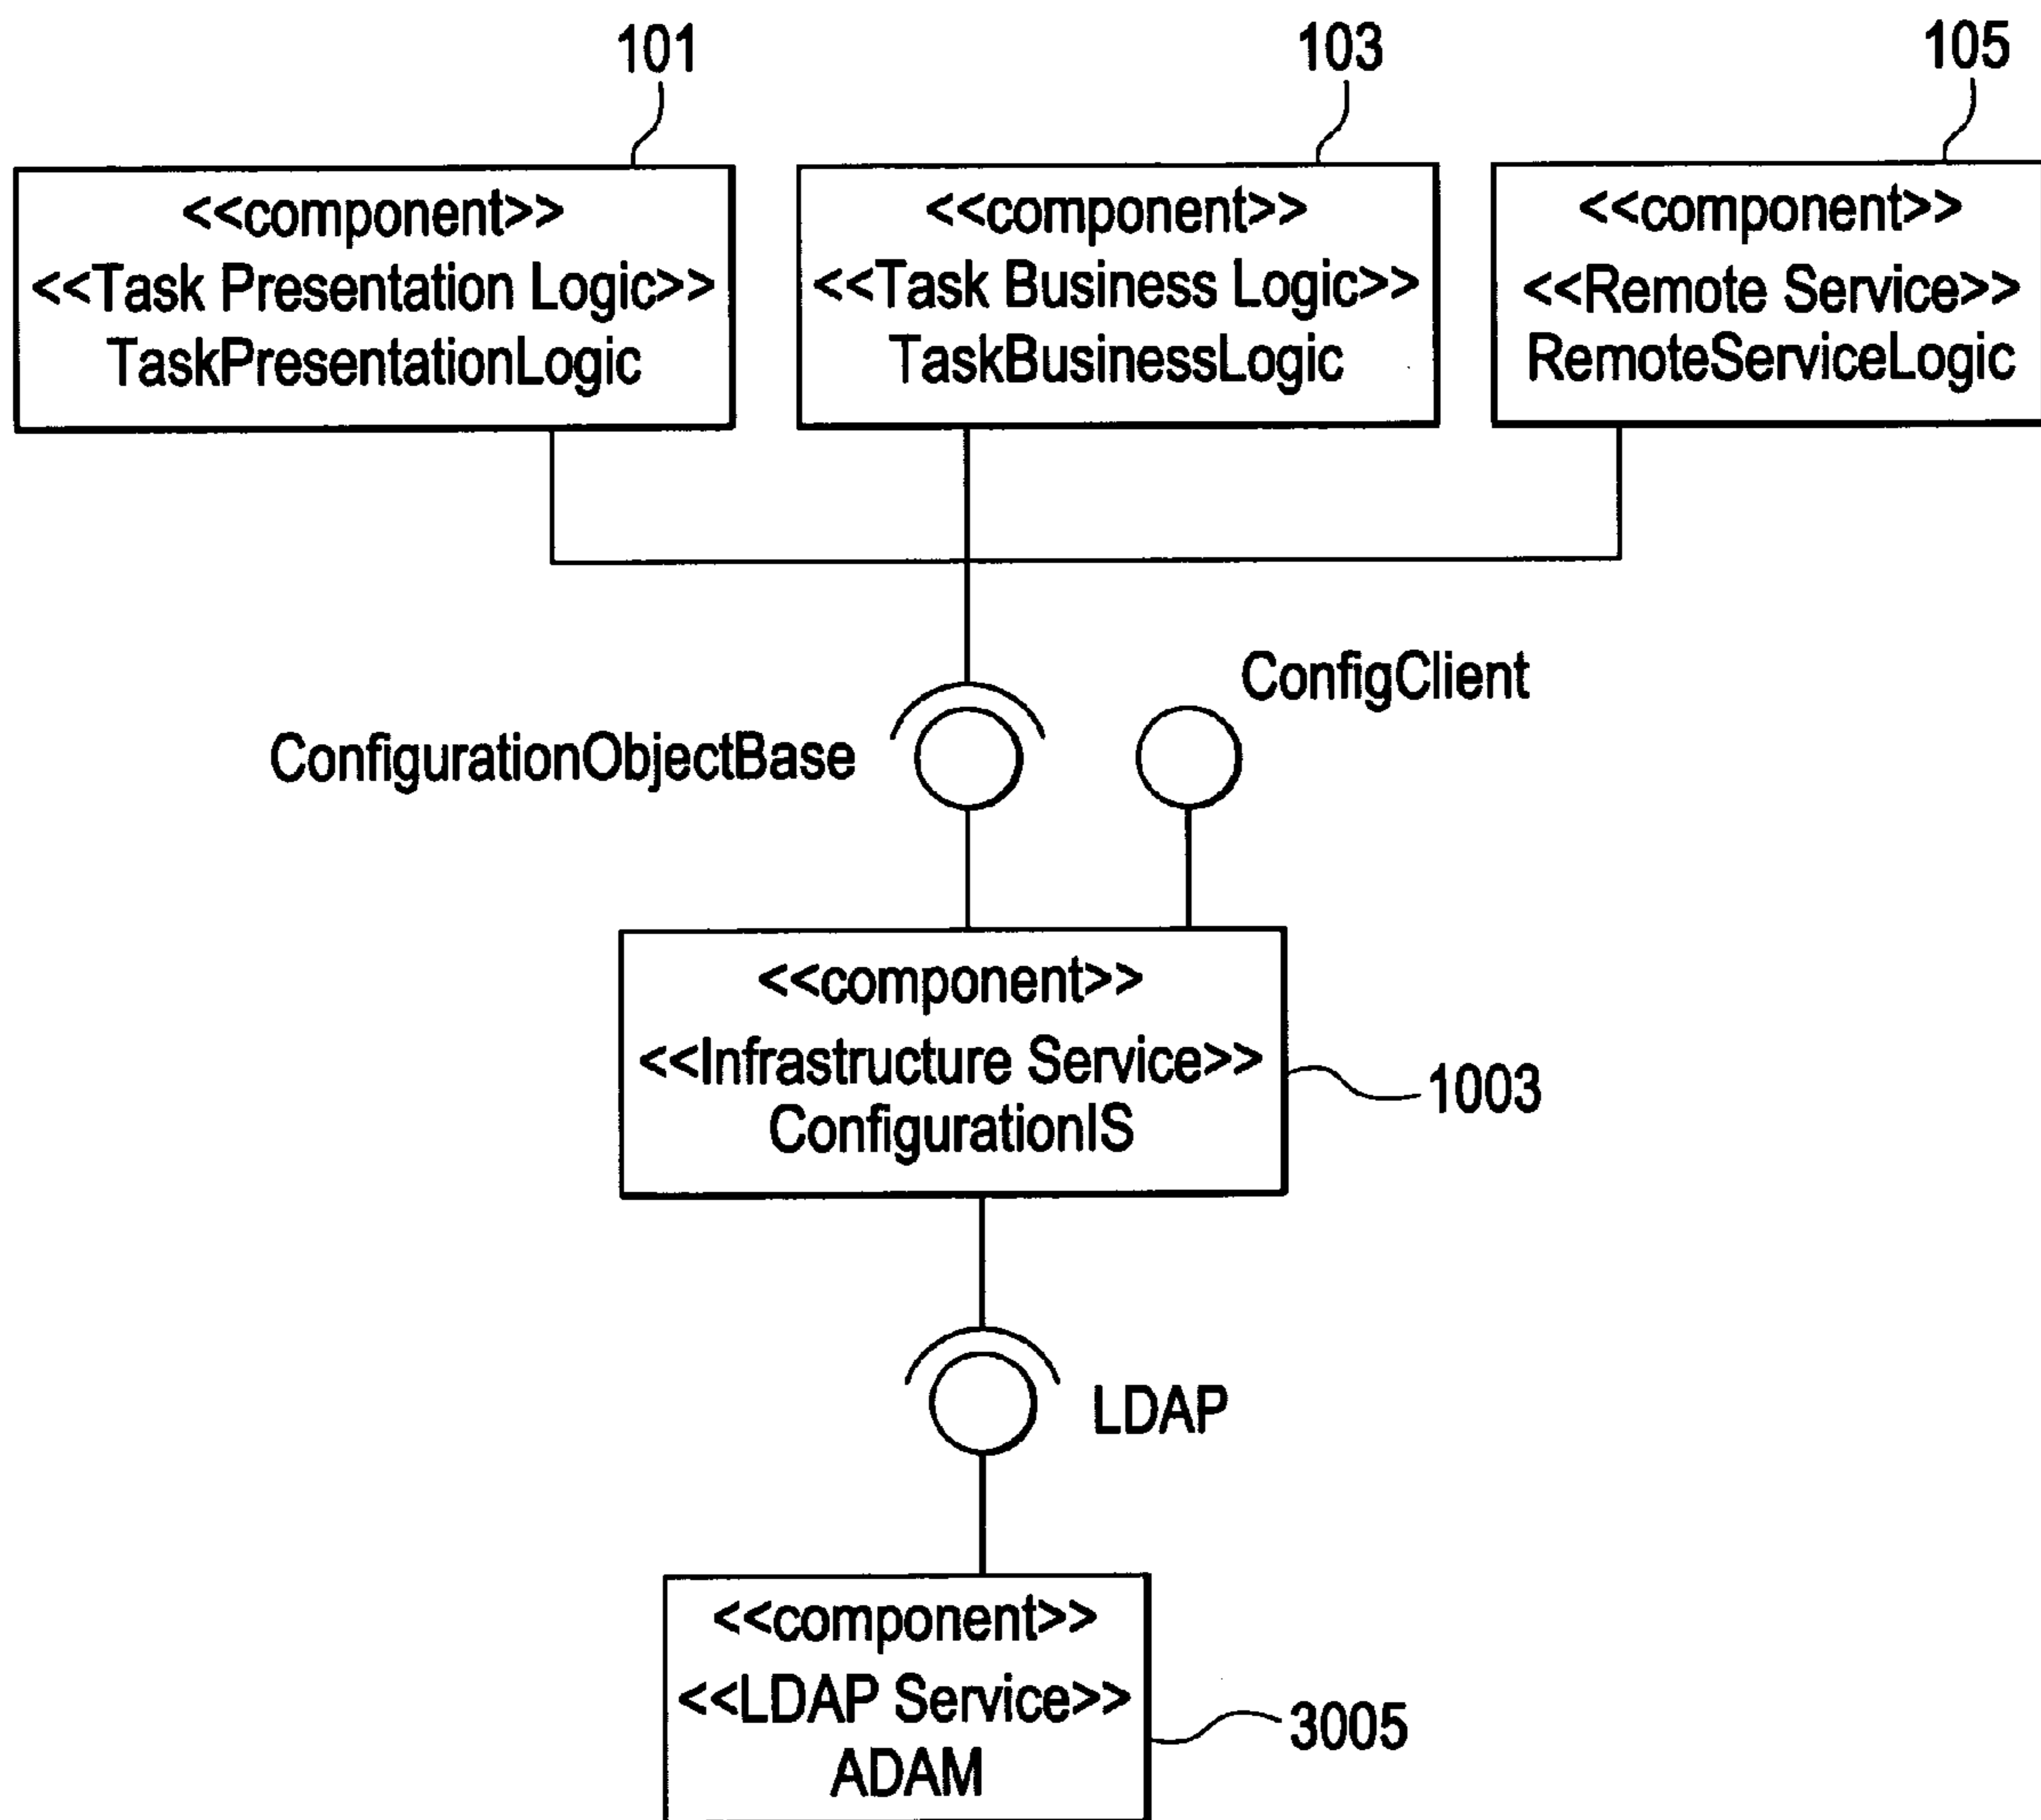 101
103
105
<<component>>
<<Task Presentation Logic>>
TaskPresentationLogic
<<component>>
<<Task Business Logic>>
TaskBusinessLogic
<<component>>
<<Remote Service>>
RemoteServiceLogic
ConfigClient
ConfigurationObjectBase
<<component>>
<<Infrastructure Service>>
ConfigurationIS
1003
LDAP
<<component>>
<<LDAP Service>>
ADAM
3005